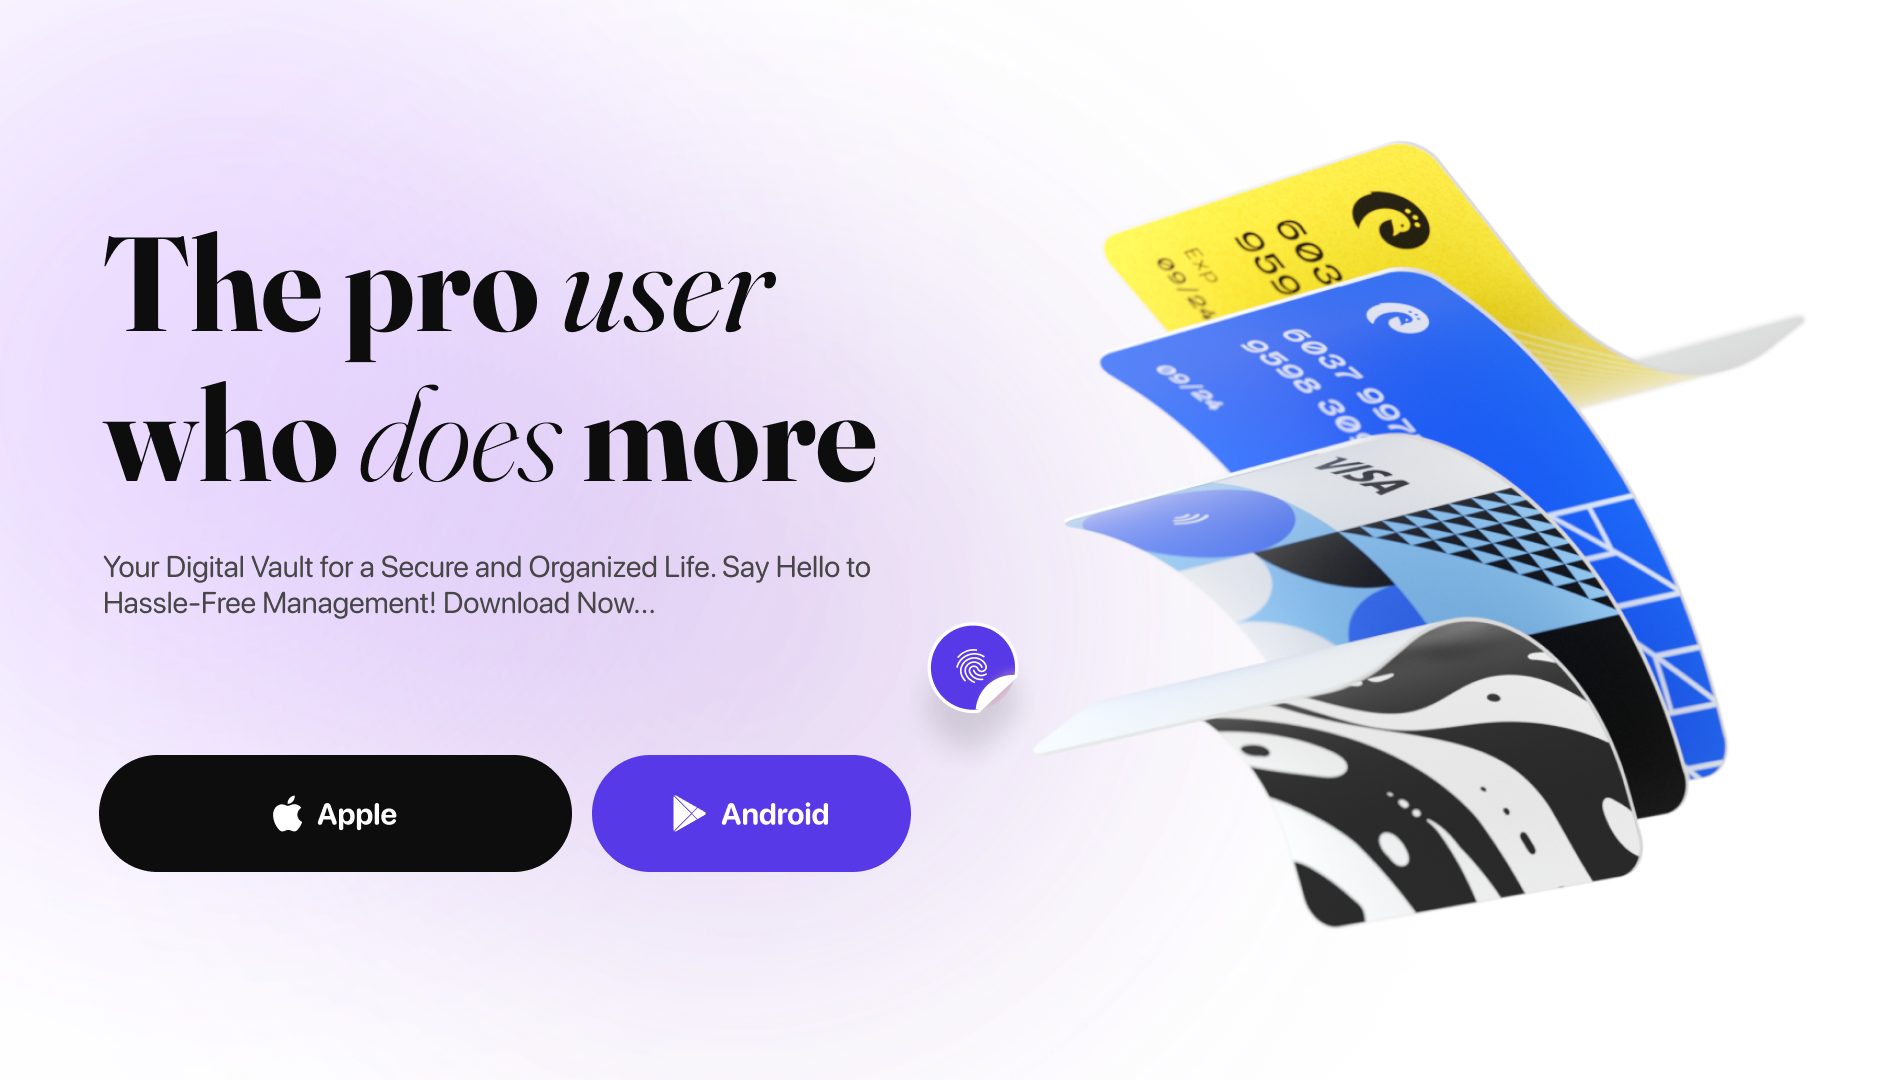 The pro user
who does more
Your Digital Vault for a Secure and Organized Life. Say Hello to
Hassle-Free Management! Download Now...
Apple
Android
603
959
Exp
09/24
6037 997
9598 30
09/24
VISA